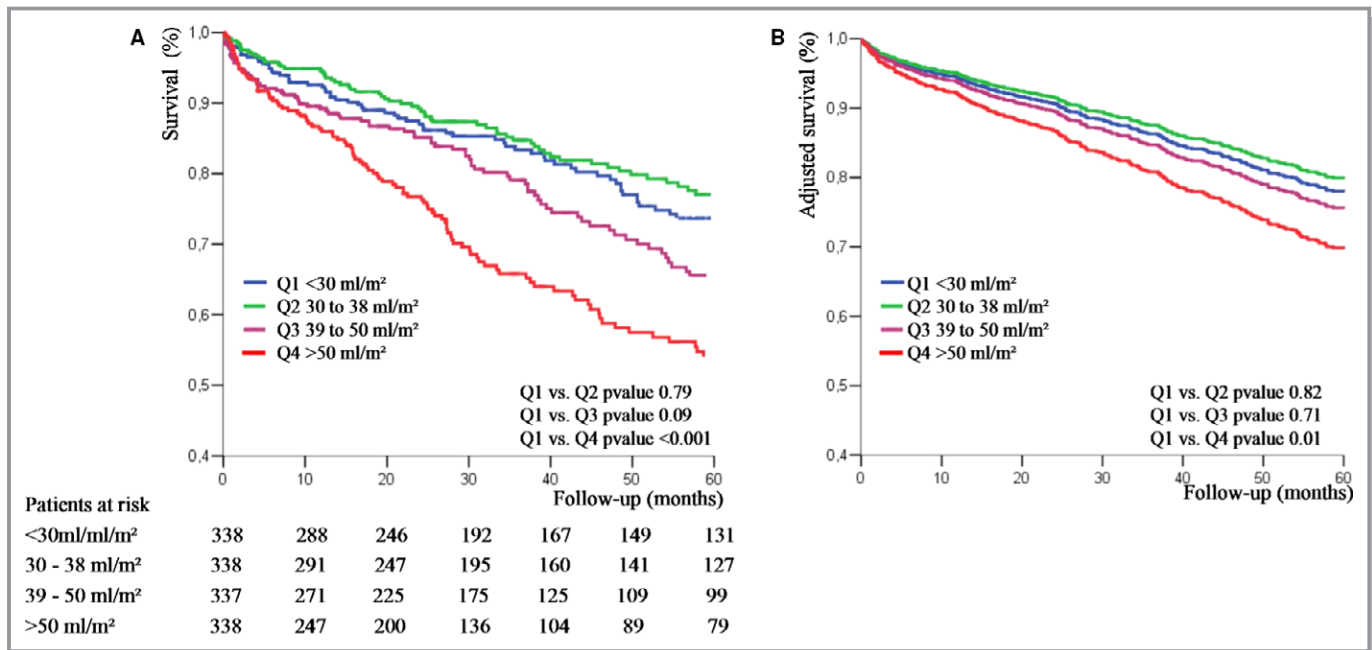 A
Survival (%)
1,0
0,9
0,8
0,7
0,6
0,5
0,4
Q1 <30 ml/m²
Q2 30 to 38 ml/m²
Q3 39 to 50 ml/m²
Q4 >50 ml/m²
Q1 vs. Q2 pvalue 0.79
Q1 vs. Q3 pvalue 0.09
Q1 vs. Q4 pvalue <0.001
0 10 20 30 40 50 60
Follow-up (months)
B
Adjusted survival (%)
1,0
0,9
0,8
0,7
0,6
0,5
0,4
Q1 <30 ml/m²
Q2 30 to 38 ml/m²
Q3 39 to 50 ml/m²
Q4 >50 ml/m²
Q1 vs. Q2 pvalue 0.82
Q1 vs. Q3 pvalue 0.71
Q1 vs. Q4 pvalue 0.01
0 10 20 30 40 50 60
Follow-up (months)
Patients at risk
<30ml/ml/m² 338 288 246 192 167 149 131
30 - 38 ml/m² 338 291 247 195 160 141 127
39 - 50 ml/m² 337 271 225 175 125 109 99
>50 ml/m² 338 247 200 136 104 89 79